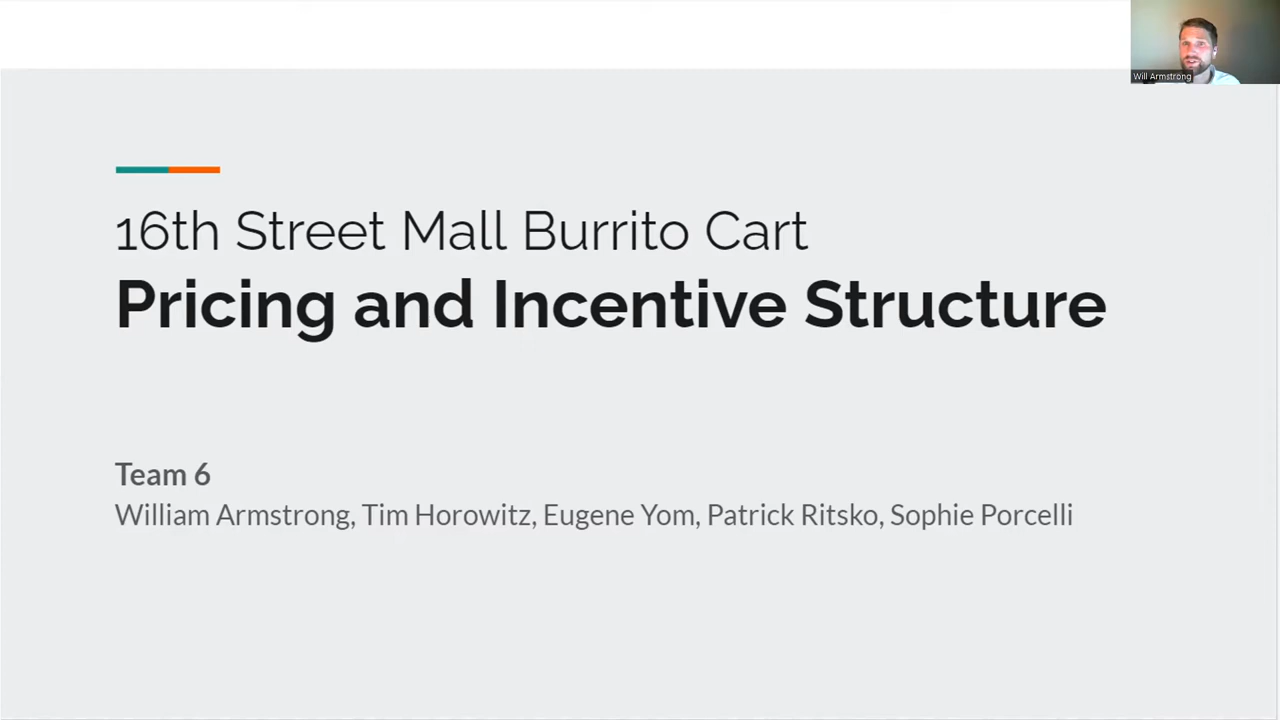 Will Armstrong
16th Street Mall Burrito Cart
Pricing and Incentive Structure
Team 6
William Armstrong, Tim Horowitz, Eugene Yom, Patrick Ritsko, Sophie Porcelli